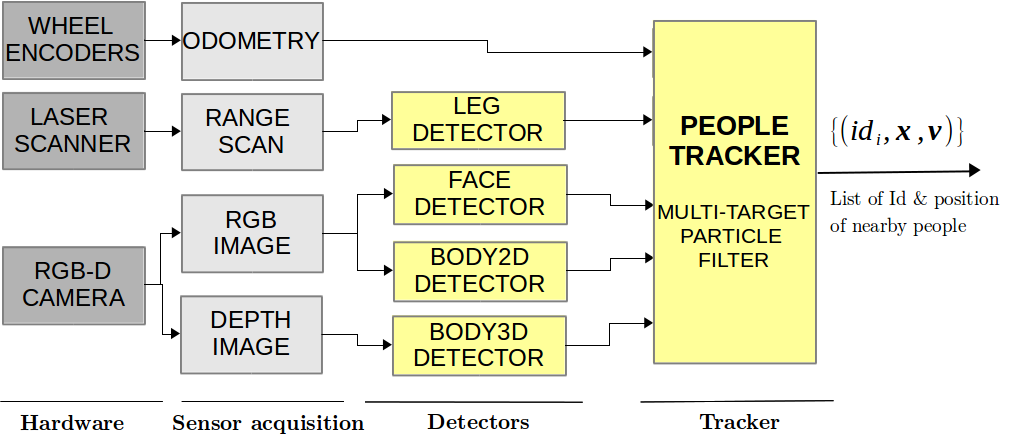 WHEEL
ENCODERS
ODOMETRY
LASER
SCANNER
RANGE
SCAN
LEG
DETECTOR
RGB-D
CAMERA
RGB
IMAGE
FACE
DETECTOR
BODY2D
DETECTOR
DEPTH
IMAGE
BODY3D
DETECTOR
PEOPLE
TRACKER
MULTI-TARGET
PARTICLE
FILTER
{(id_i, x, v)}
List of Id & position
of nearby people
Hardware
Sensor acquisition
Detectors
Tracker